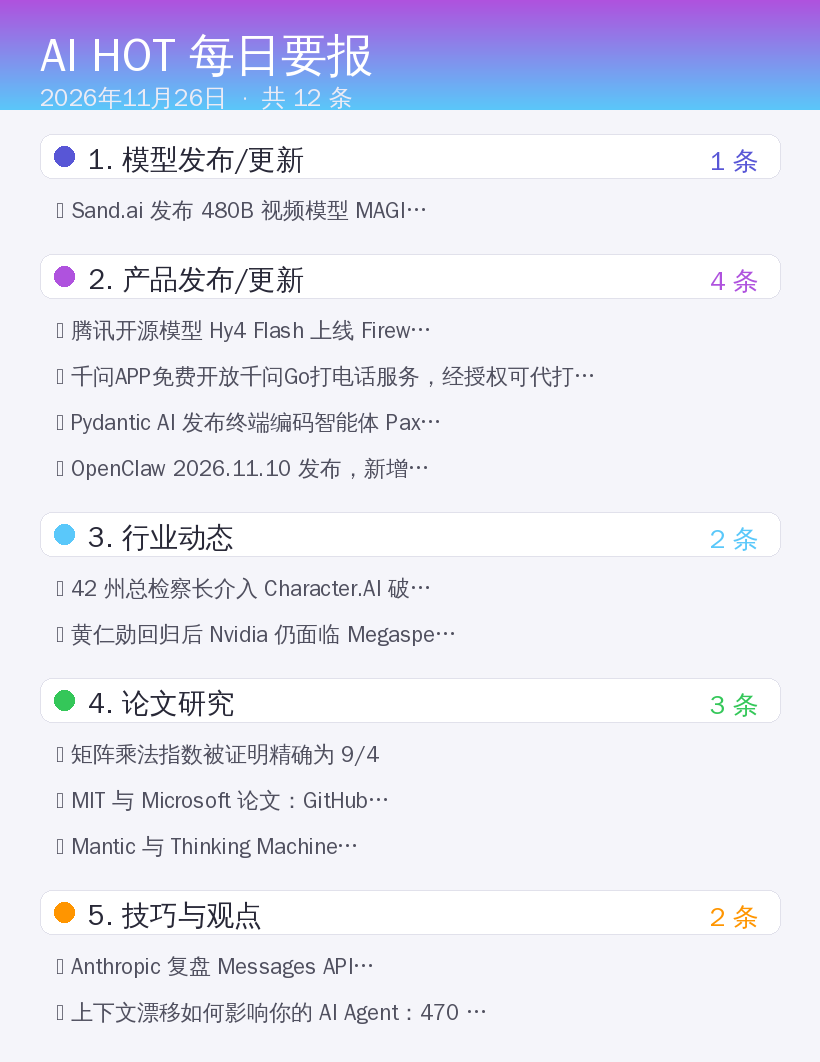 AI HOT 每日要报
2026年11月26日 · 共 12 条
1. 模型发布/更新 1 条
Sand.ai 发布 480B 视频模型 MAGI…
2. 产品发布/更新 4 条
腾讯开源模型 Hy4 Flash 上线 Firew…
千问APP免费开放千问Go打电话服务，经授权可代打…
Pydantic AI 发布终端编码智能体 Pax…
OpenClaw 2026.11.10 发布，新增…
3. 行业动态 2 条
42 州总检察长介入 Character.AI 破…
黄仁勋回归后 Nvidia 仍面临 Megaspe…
4. 论文研究 3 条
矩阵乘法指数被证明精确为 9/4
MIT 与 Microsoft 论文：GitHub…
Mantic 与 Thinking Machine…
5. 技巧与观点 2 条
Anthropic 复盘 Messages API…
上下文漂移如何影响你的 AI Agent：470 …